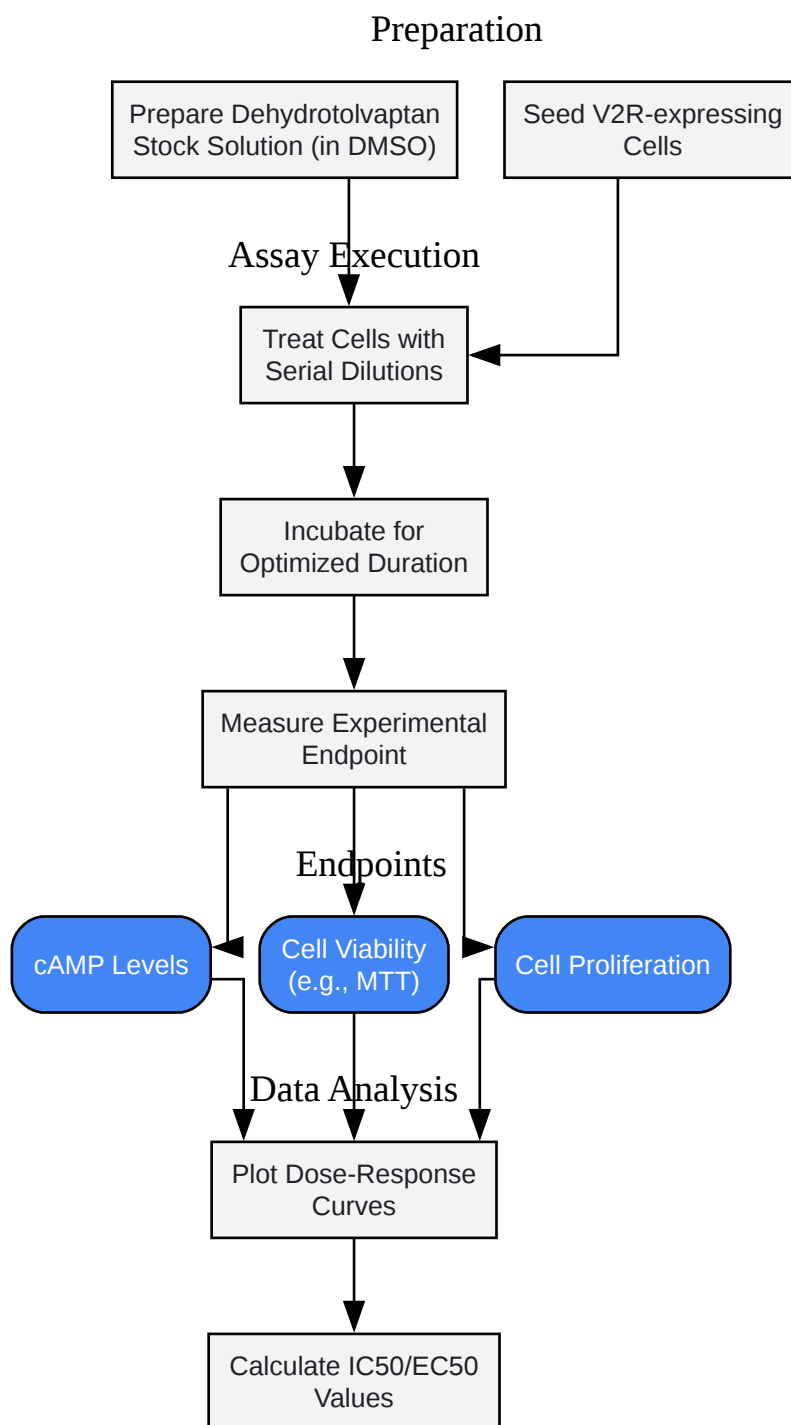 Preparation
Prepare Dehydrotolvaptan
Stock Solution (in DMSO)
Seed V2R-expressing
Cells
Assay Execution
Treat Cells with
Serial Dilutions
Incubate for
Optimized Duration
Measure Experimental
Endpoint
Endpoints
cAMP Levels
Cell Viability
(e.g., MTT)
Cell Proliferation
Data Analysis
Plot Dose-Response
Curves
Calculate IC50/EC50
Values